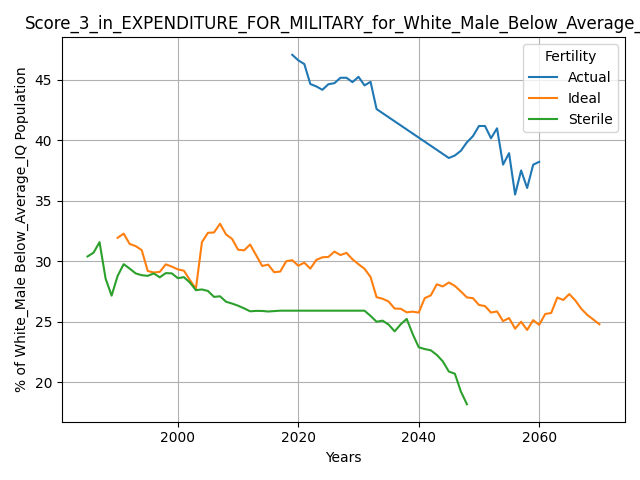 Score_3_in_EXPENDITURE_FOR_MILITARY_for_White_Male_Below_Average_
Fertility
Actual
Ideal
Sterile
% of White_Male Below_Average_IQ Population
45
40
35
30
25
20
2000 2020 2040 2060
Years